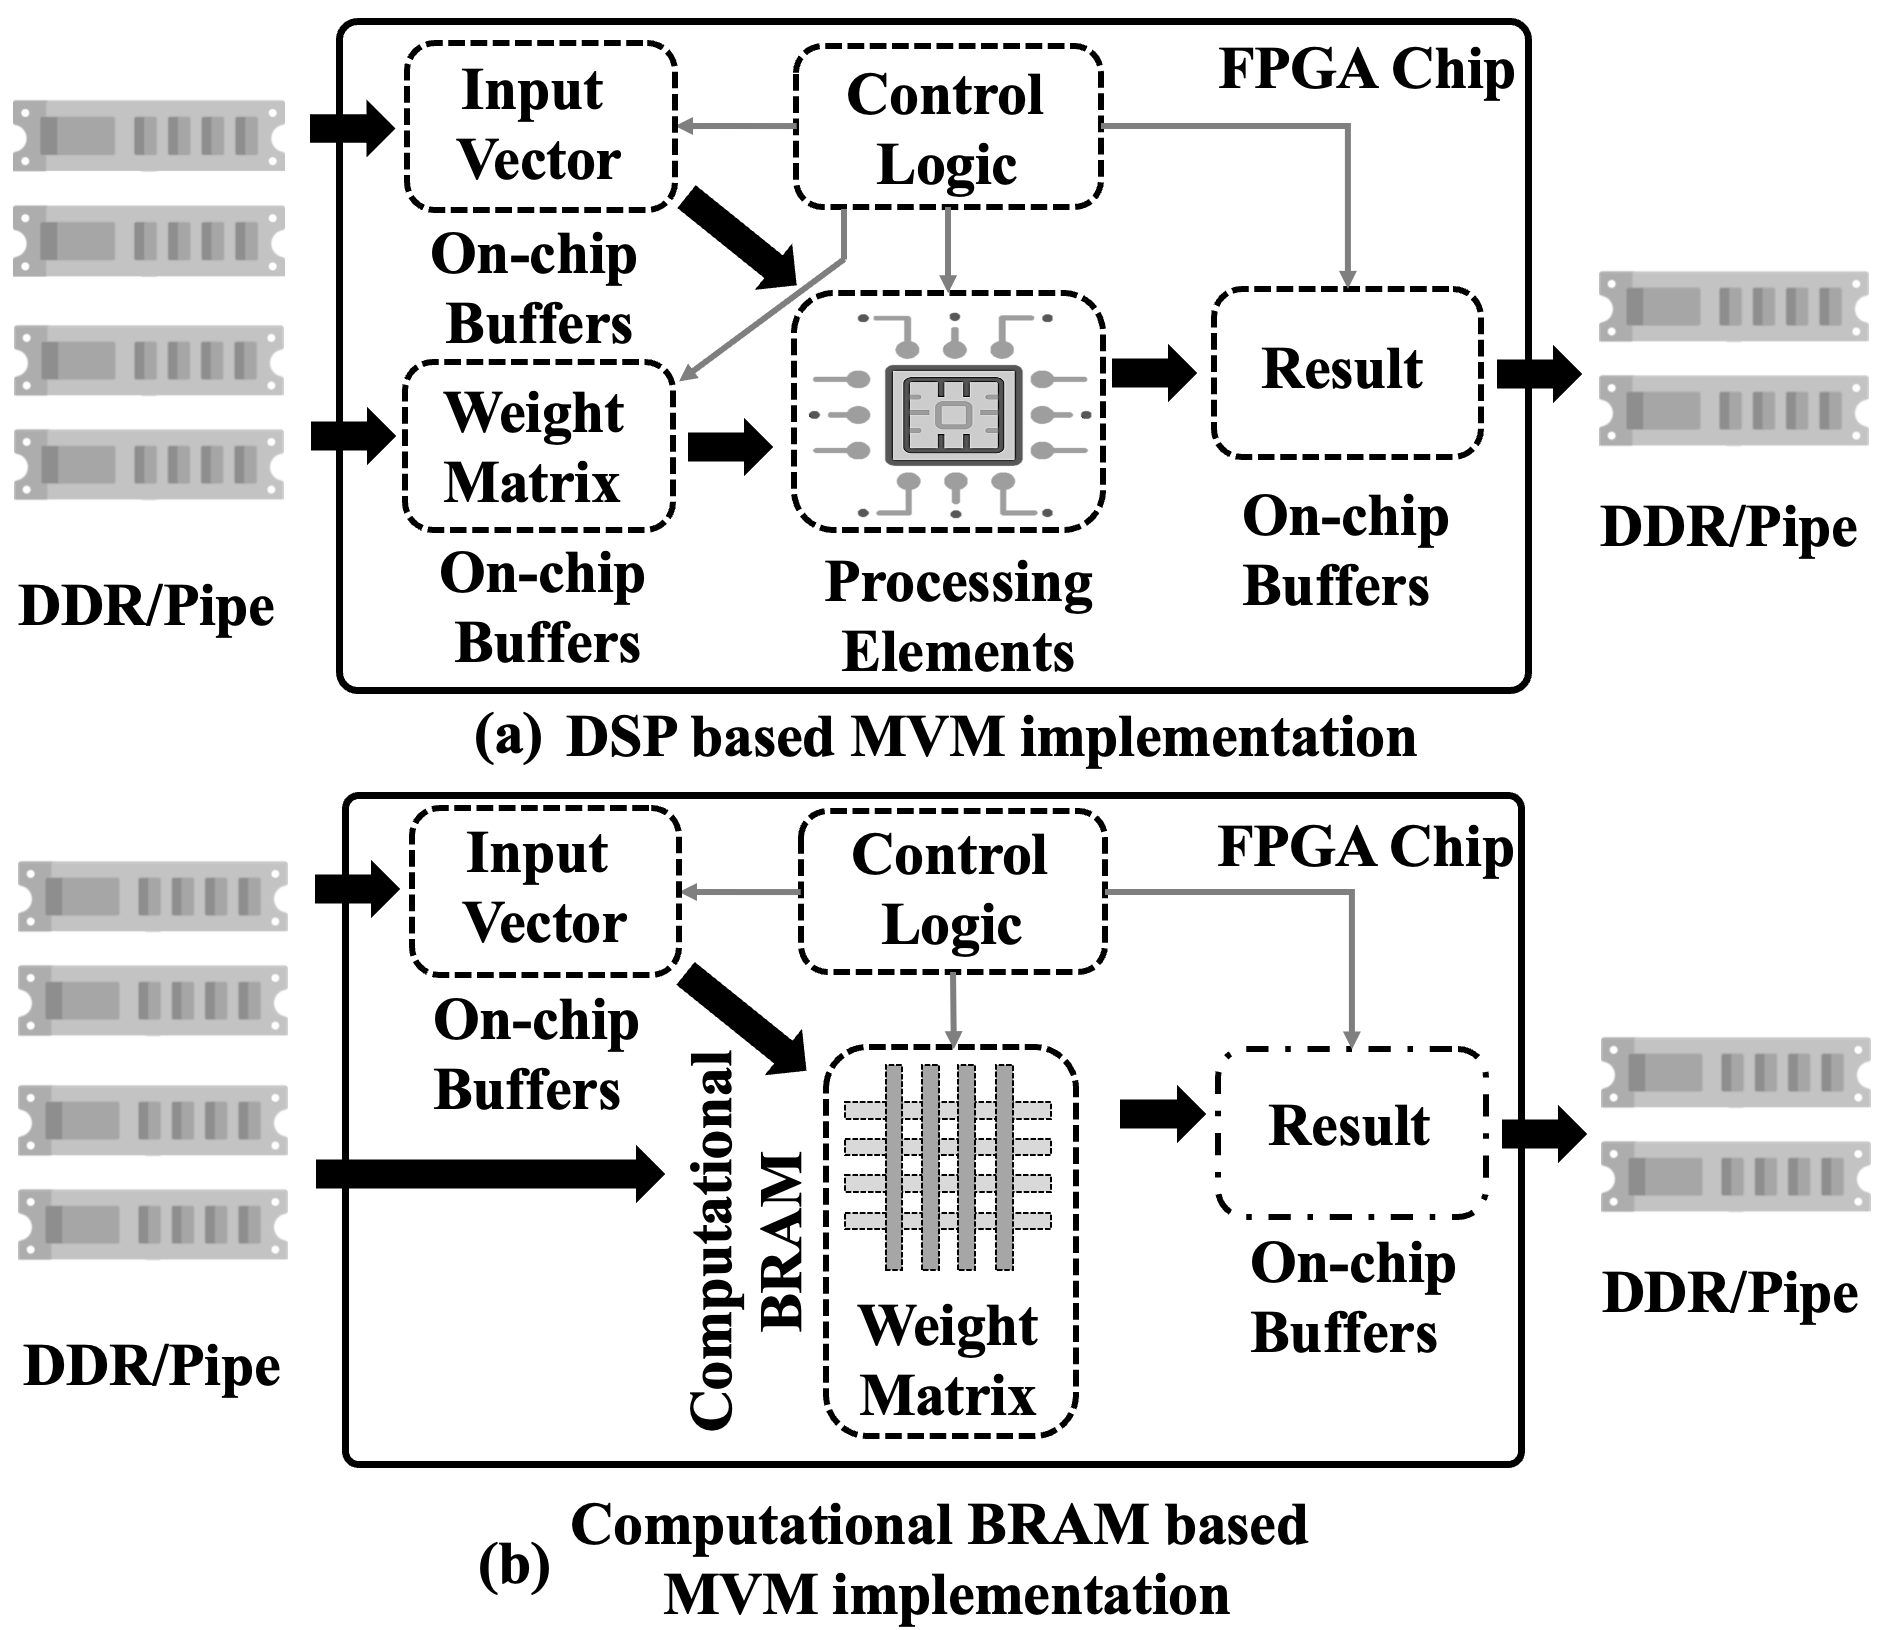 Input
Vector
Control
Logic
FPGA Chip
On-chip
Buffers
Weight
Matrix
Result
On-chip
Buffers
Processing
Elements
On-chip
Buffers
DDR/Pipe
DDR/Pipe
(a) DSP based MVM implementation
Input
Vector
Control
Logic
FPGA Chip
On-chip
Buffers
Computational
BRAM
Weight
Matrix
Result
On-chip
Buffers
DDR/Pipe
DDR/Pipe
(b) Computational BRAM based
MVM implementation